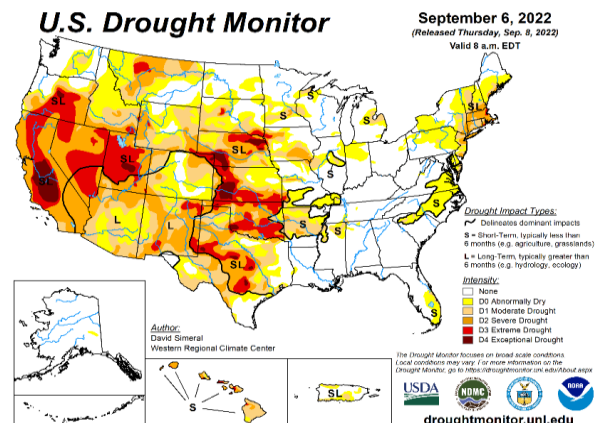 U.S. Drought Monitor
September 6, 2022
(Released Thursday, Sep. 8, 2022)
Valid 8 a.m. EDT
SL
S
S
S
SL
SL
SL
SL
S
S
L
L
S
S
SL
S
Drought Impact Types:
Delineates dominant impacts
S = Short-Term, typically less than
6 months (e.g. agriculture, grasslands)
L = Long-Term, typically greater than
6 months (e.g. hydrology, ecology)
Intensity:
None
D0 Abnormally Dry
D1 Moderate Drought
D2 Severe Drought
D3 Extreme Drought
D4 Exceptional Drought
Author:
David Simeral
Western Regional Climate Center
S
SL
The Drought Monitor focuses on broad-scale conditions.
Local conditions may vary. For more information on the
Drought Monitor, go to https://droughtmonitor.unl.edu/About.aspx
USDA
NDMC
NOAA
droughtmonitor.unl.edu